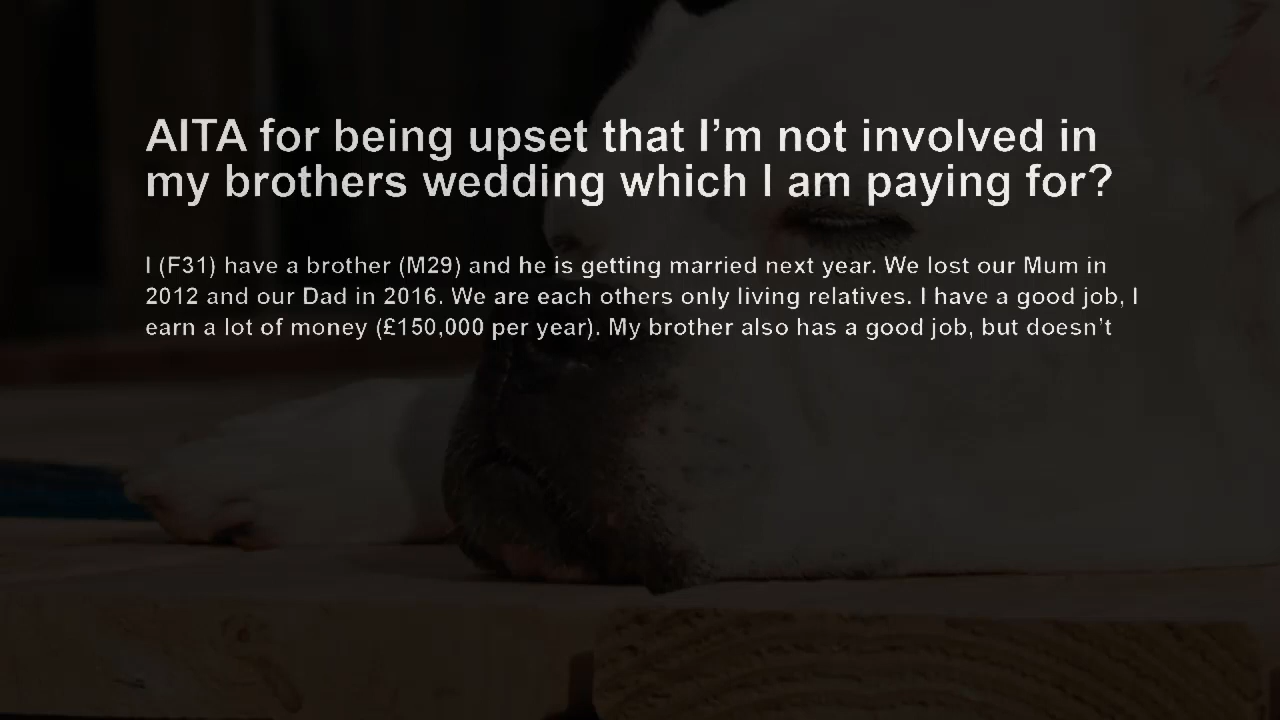 AITA for being upset that I’m not involved in
my brothers wedding which I am paying for?
I (F31) have a brother (M29) and he is getting married next year. We lost our Mum in
2012 and our Dad in 2016. We are each others only living relatives. I have a good job, I
earn a lot of money (£150,000 per year). My brother also has a good job, but doesn’t